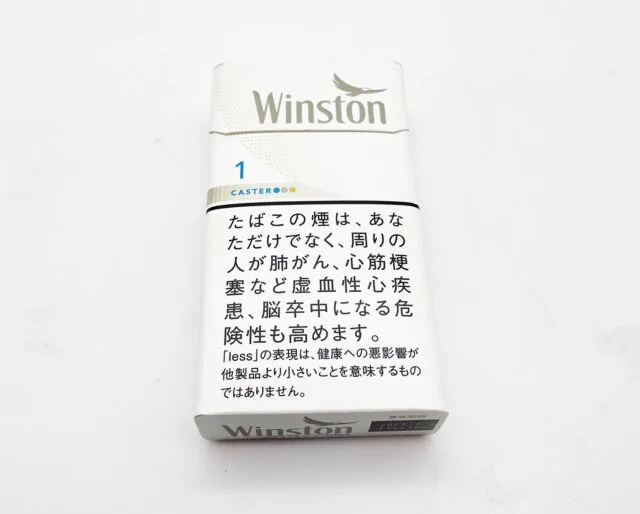 Winston
1
CASTER
たばこの煙は、あな
ただけでなく、周りの
人が肺がん、心筋梗
塞など虚血性心疾
患、脳卒中になる危
険性も高めます。
「less」の表現は、健康への悪影響が
他製品より小さいことを意味するもの
ではありません。
Winston